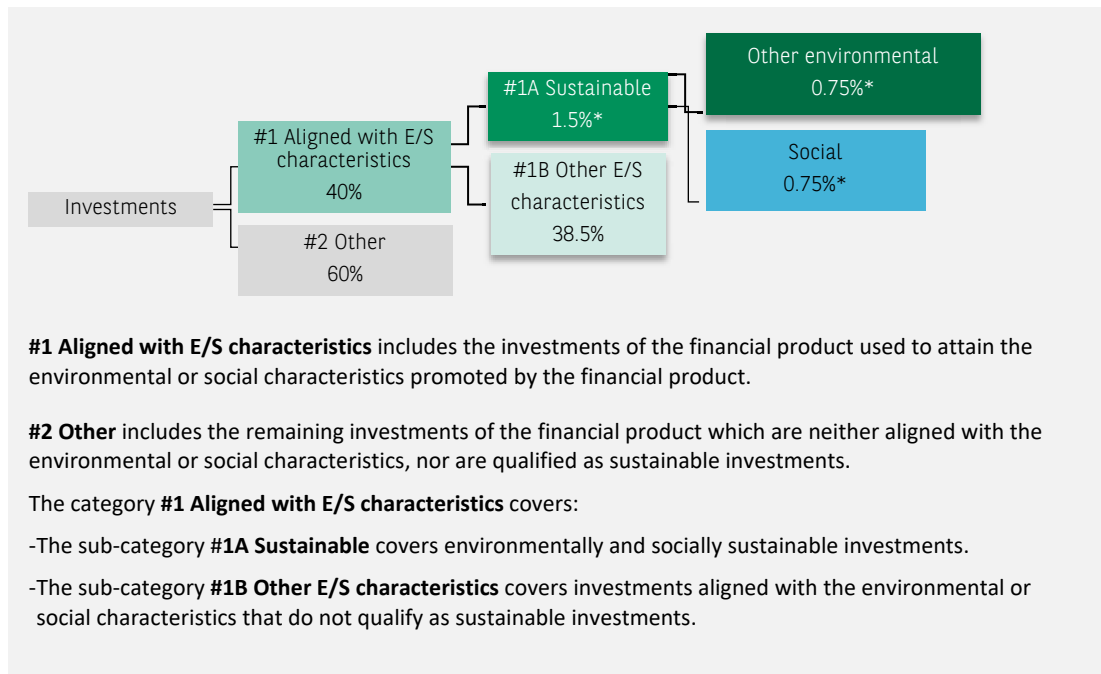 Other environmental
0.75%*
#1A Sustainable
1.5%*
#1 Aligned with E/S
characteristics
40%
Social
0.75%*
#1B Other E/S
characteristics
38.5%
Investments
#2 Other
60%
#1 Aligned with E/S characteristics includes the investments of the financial product used to attain the
environmental or social characteristics promoted by the financial product.
#2 Other includes the remaining investments of the financial product which are neither aligned with the
environmental or social characteristics, nor are qualified as sustainable investments.
The category #1 Aligned with E/S characteristics covers:
-The sub-category #1A Sustainable covers environmentally and socially sustainable investments.
-The sub-category #1B Other E/S characteristics covers investments aligned with the environmental or
social characteristics that do not qualify as sustainable investments.